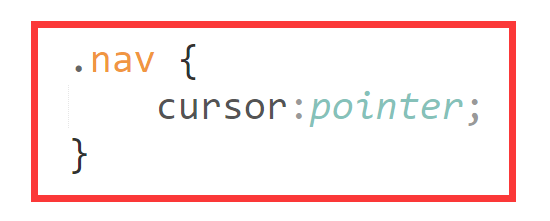 .nav {
    cursor:pointer;
}